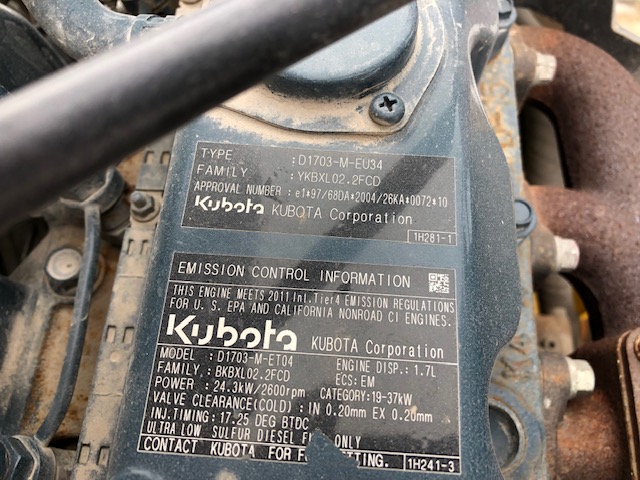 TYPE : D1703-M-EU34
FAMILY : YKBXL02.2FCD
APPROVAL NUMBER : e1*97/68DA*2004/26KA*0072*10
Kubota KUBOTA Corporation
1H281-1
EMISSION CONTROL INFORMATION
THIS ENGINE MEETS 2011 Int.Tier4 EMISSION REGULATIONS
FOR U. S. EPA AND CALIFORNIA NONROAD CI ENGINES.
Kubota KUBOTA Corporation
MODEL : D1703-M-ET04 ENGINE DISP.: 1.7L
FAMILY : BKBXL02.2FCD ECS: EM
POWER : 24.3kW/2600rpm CATEGORY: 19-37kW
VALVE CLEARANCE(COLD) : IN 0.20mm EX 0.20mm
INJ.TIMING: 17.25 DEG BTDC
ULTRA LOW SULFUR DIESEL ONLY
CONTACT KUBOTA FOR
1H241-3